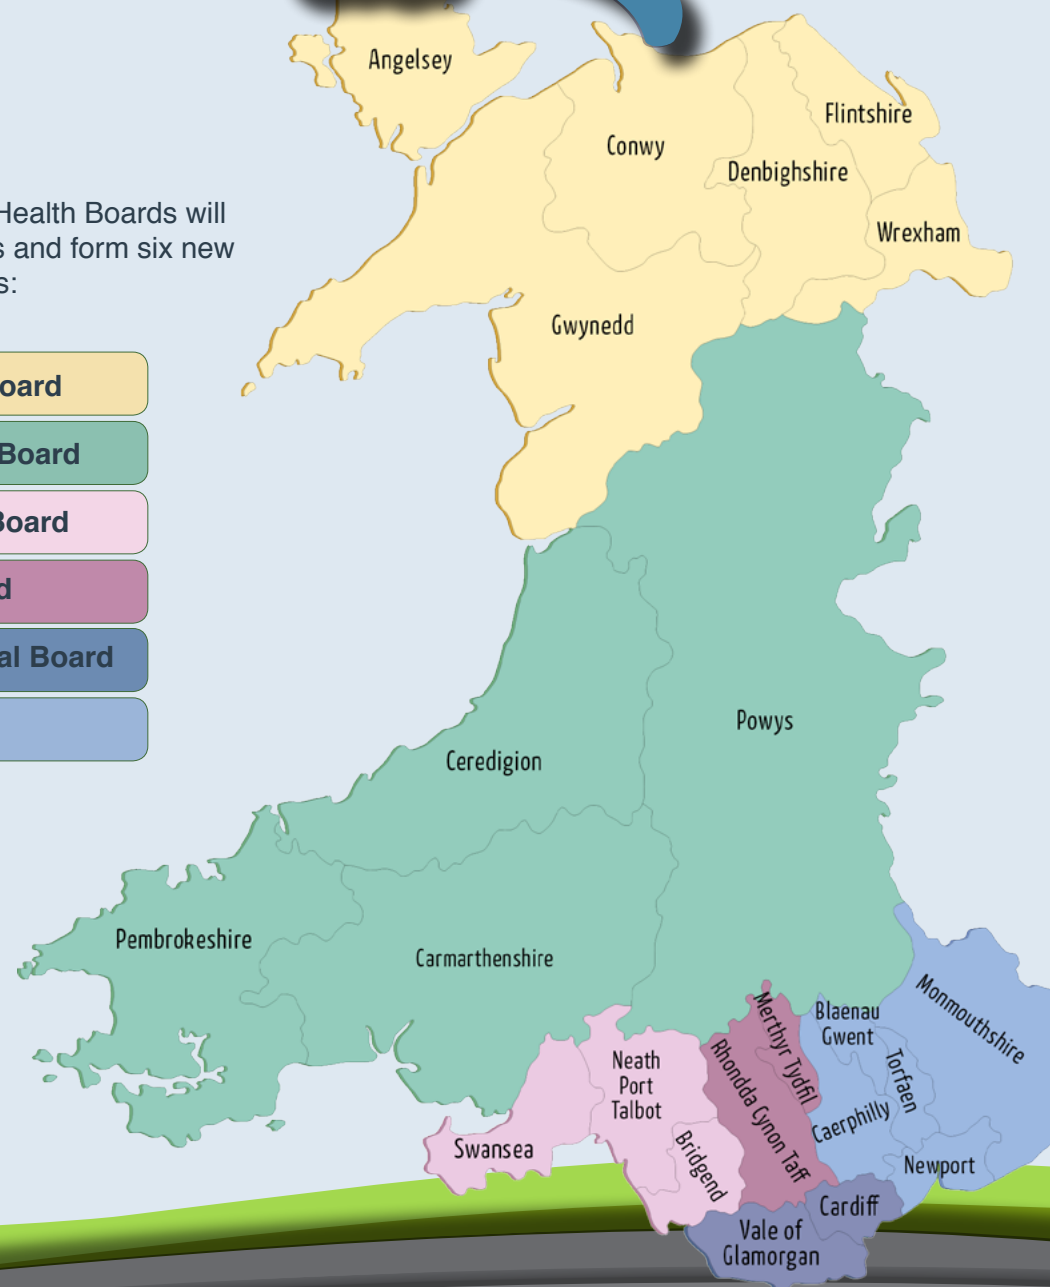 Angelsey
Flintshire
Conwy
Denbighshire
Health Boards will
Wrexham
and form six new
Gwynedd
Board
Board
al Board
Powys
Ceredigion
Pembrokeshire
Carmarthenshire
Monmouthshire
Merthyr Tydfil
Blaenau
Gwent
Rhondda Cynon Taff
Neath
Port
Talbot
Torfaen
Caerphilly
Swansea
Bridgend
Newport
Cardiff
Vale of
Glamorgan